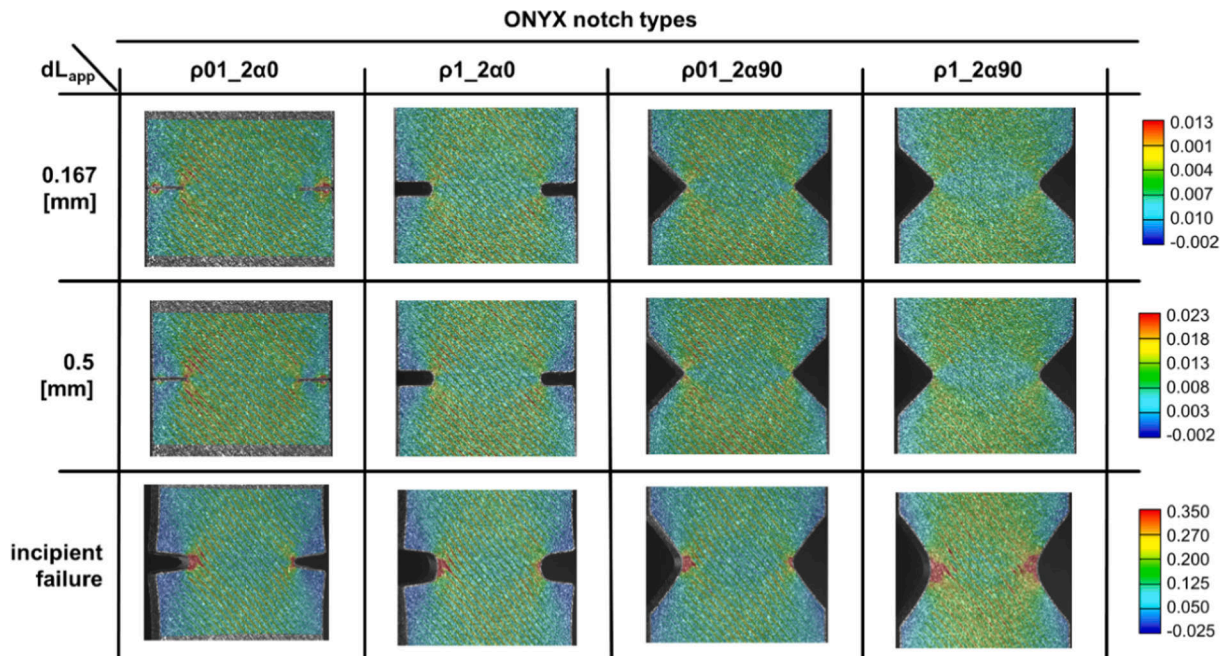 ONYX notch types
dLapp
ρ01_2α0
ρ1_2α0
ρ01_2α90
ρ1_2α90
0.167
[mm]
0.013
0.001
0.004
0.007
0.010
-0.002
0.5
[mm]
0.023
0.018
0.013
0.008
0.003
-0.002
incipient
failure
0.350
0.270
0.200
0.125
0.050
-0.025